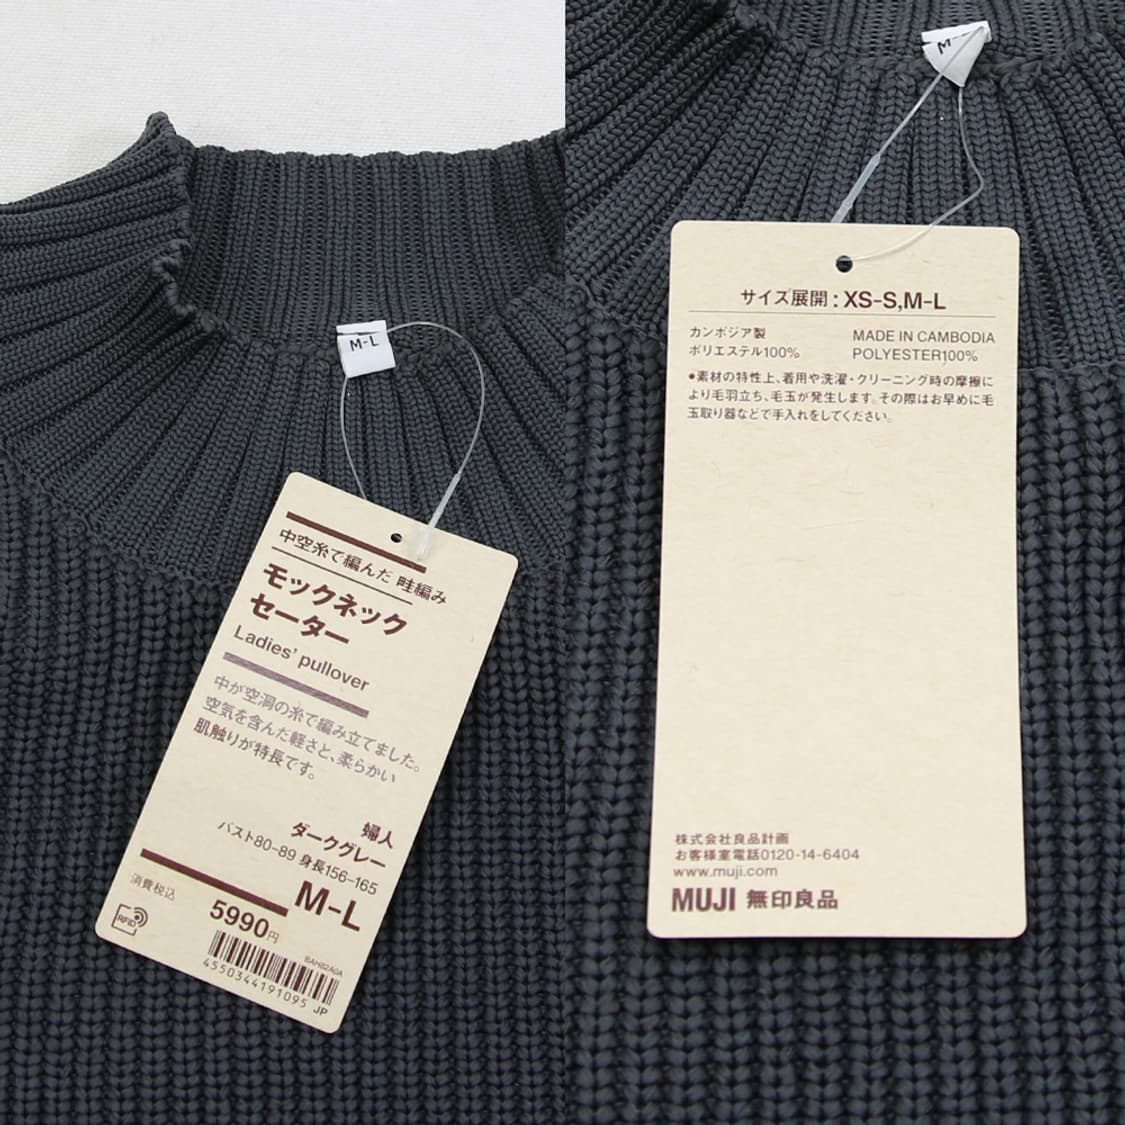 M-L
中空糸で編んだ 畦編み
モックネック
セーター
Ladies' pullover
中が空洞の糸で編み立てました。
空気を含んだ軽さと、柔らかい
肌触りが特長です。
婦人
ダークグレー
バスト80-89 身長156-165
M-L
消費税込
5990円
RFID
BAH82A0A
4550344191095 JP
サイズ展開：XS-S,M-L
カンボジア製
ポリエステル100%
MADE IN CAMBODIA
POLYESTER100%
●素材の特性上、着用や洗濯・クリーニング時の摩擦に
より毛羽立ち、毛玉が発生します。その際はお早めに毛
玉取り器などで手入れをしてください。
株式会社良品計画
お客様室電話0120-14-6404
www.muji.com
MUJI 無印良品